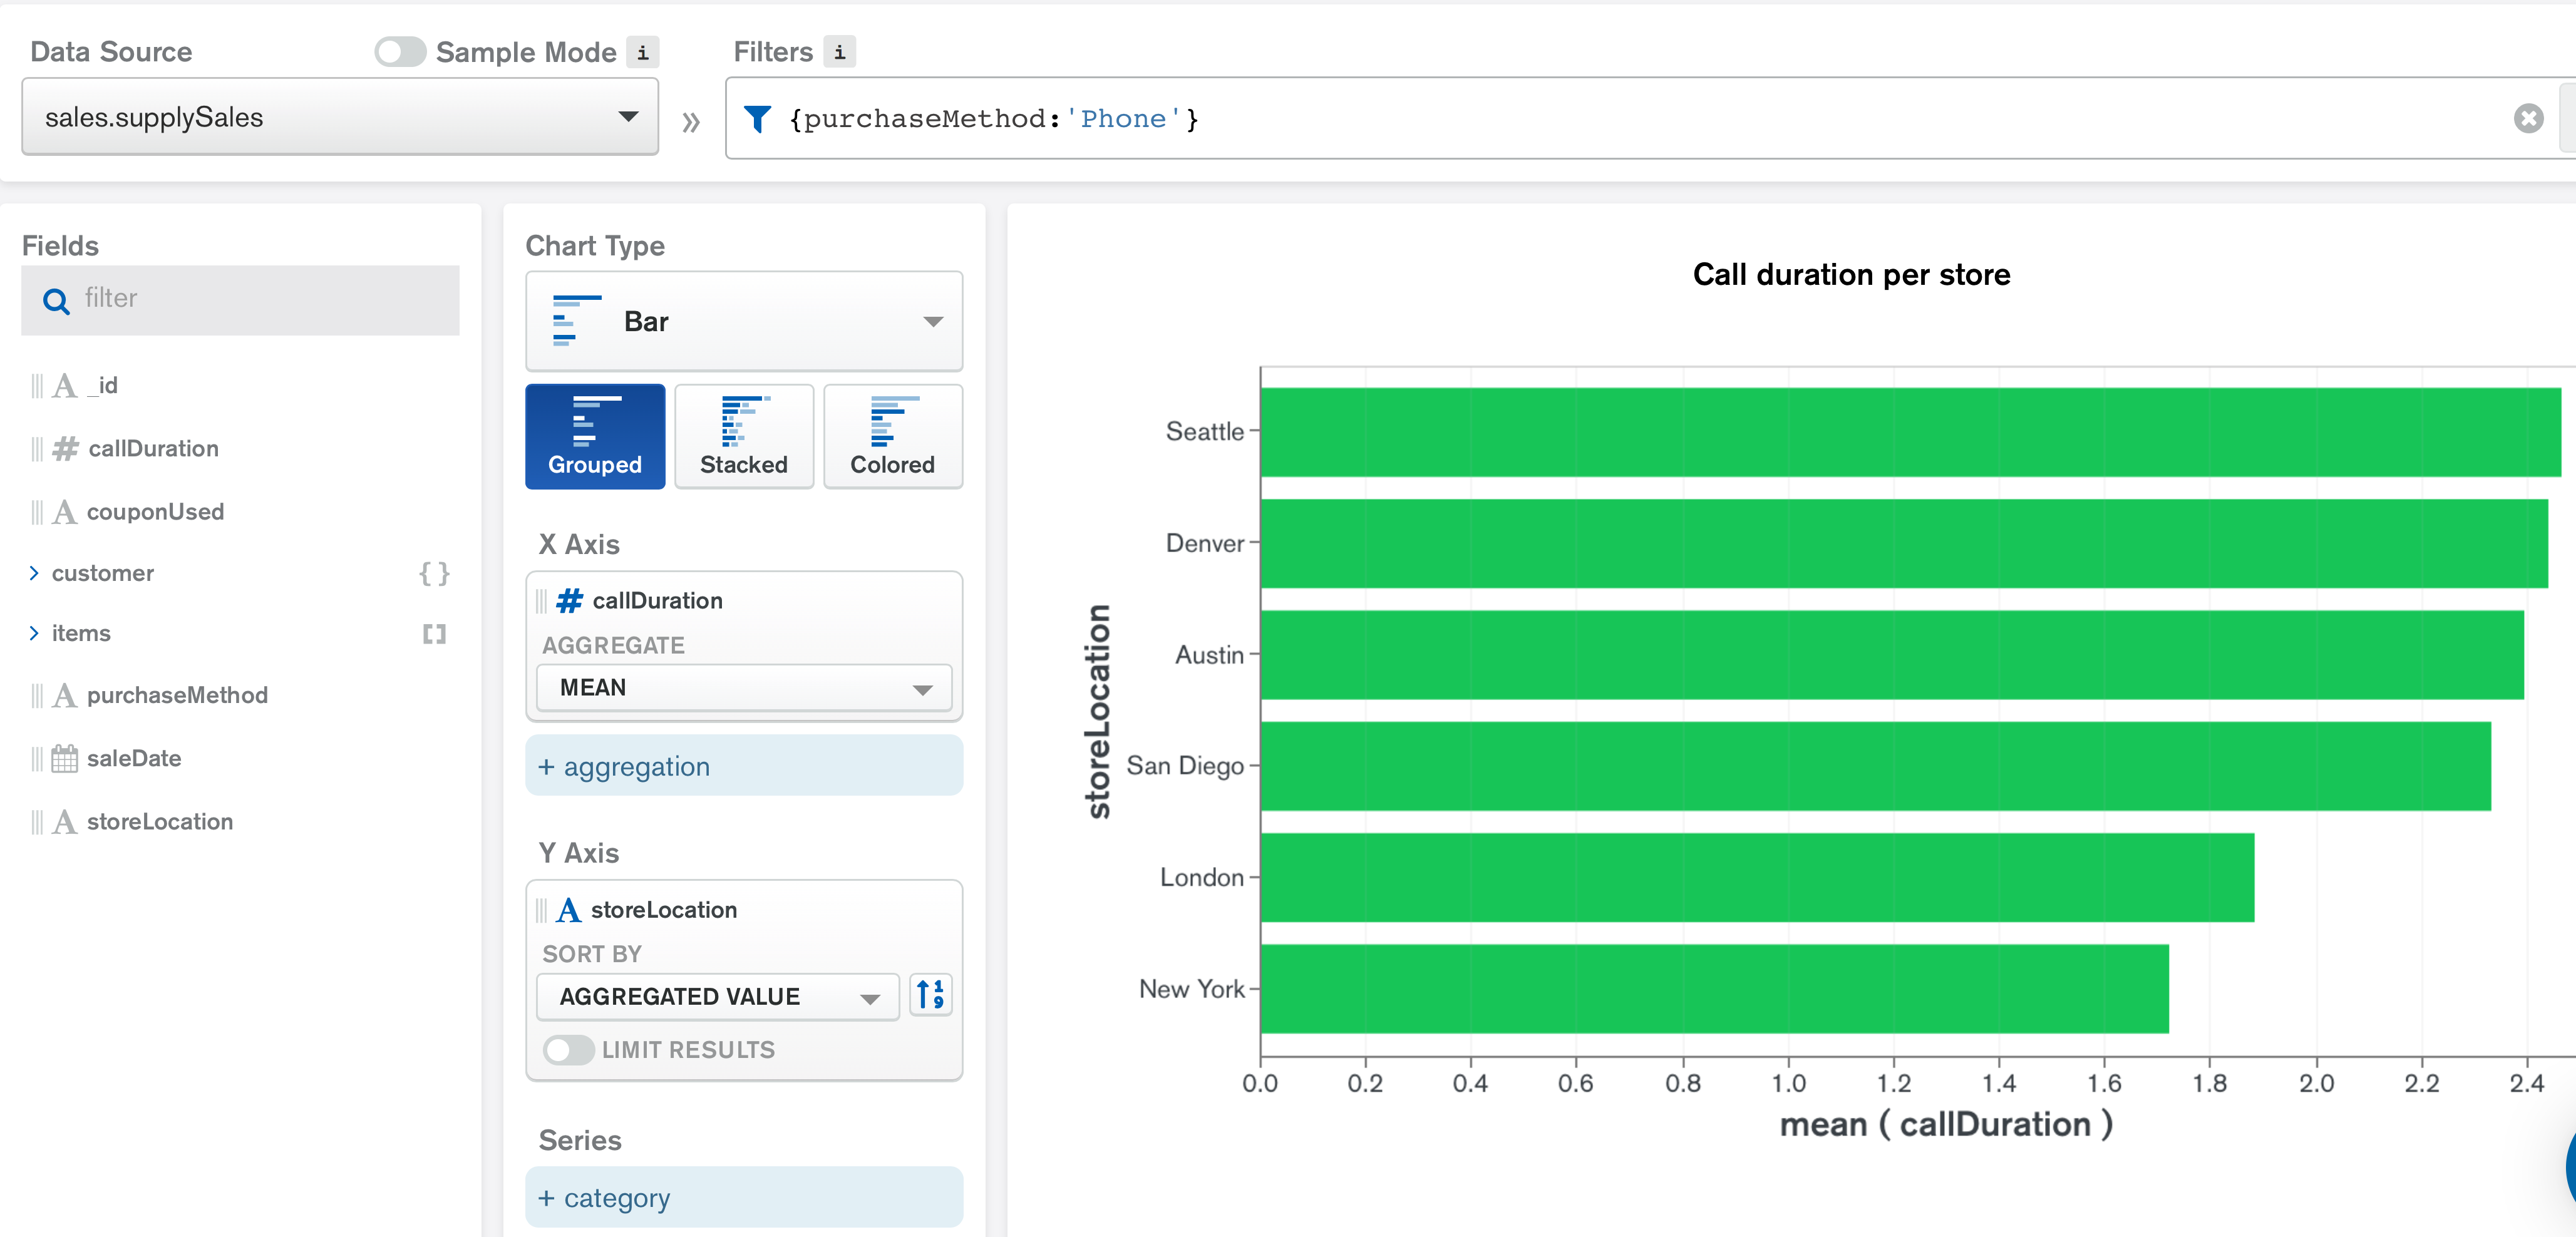 Data Source
Sample Mode i
Filters i
sales.supplySales
»
{purchaseMethod:'Phone'}
Fields
filter
A _id
# callDuration
A couponUsed
customer { }
items [ ]
A purchaseMethod
saleDate
A storeLocation
Chart Type
Bar
Grouped
Stacked
Colored
X Axis
# callDuration
AGGREGATE
MEAN
+ aggregation
Y Axis
A storeLocation
SORT BY
AGGREGATED VALUE
1
9
LIMIT RESULTS
Series
+ category
Call duration per store
storeLocation
Seattle
Denver
Austin
San Diego
London
New York
0.0 0.2 0.4 0.6 0.8 1.0 1.2 1.4 1.6 1.8 2.0 2.2 2.4
mean ( callDuration )